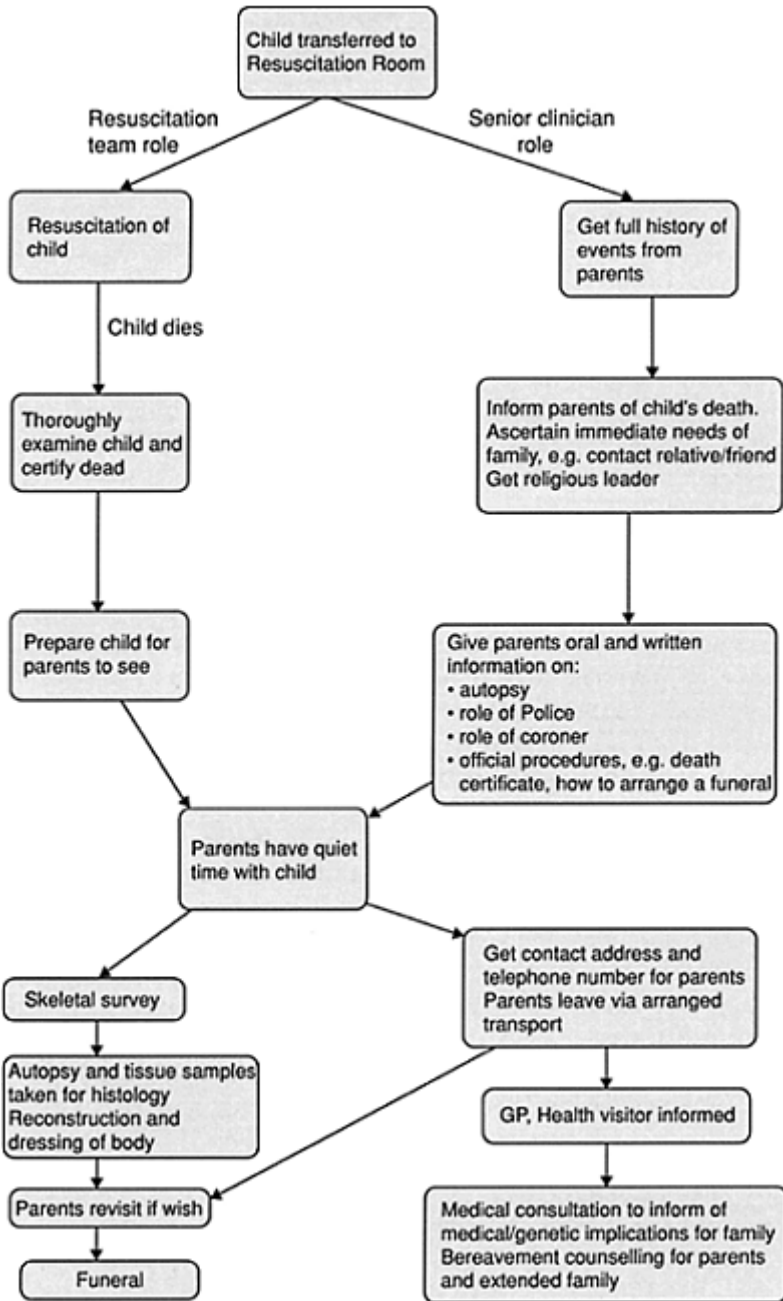 Child transferred to
Resuscitation Room
Resuscitation
team role
Senior clinician
role
Resuscitation of
child
Get full history of
events from
parents
Child dies
Thoroughly
examine child and
certify dead
Inform parents of child's death.
Ascertain immediate needs of
family, e.g. contact relative/friend
Get religious leader
Prepare child for
parents to see
Give parents oral and written
information on:
• autopsy
• role of Police
• role of coroner
• official procedures, e.g. death
certificate, how to arrange a funeral
Parents have quiet
time with child
Get contact address and
telephone number for parents
Parents leave via arranged
transport
Skeletal survey
Autopsy and tissue samples
taken for histology
Reconstruction and
dressing of body
GP, Health visitor informed
Parents revisit if wish
Medical consultation to inform of
medical/genetic implications for family
Bereavement counselling for parents
and extended family
Funeral